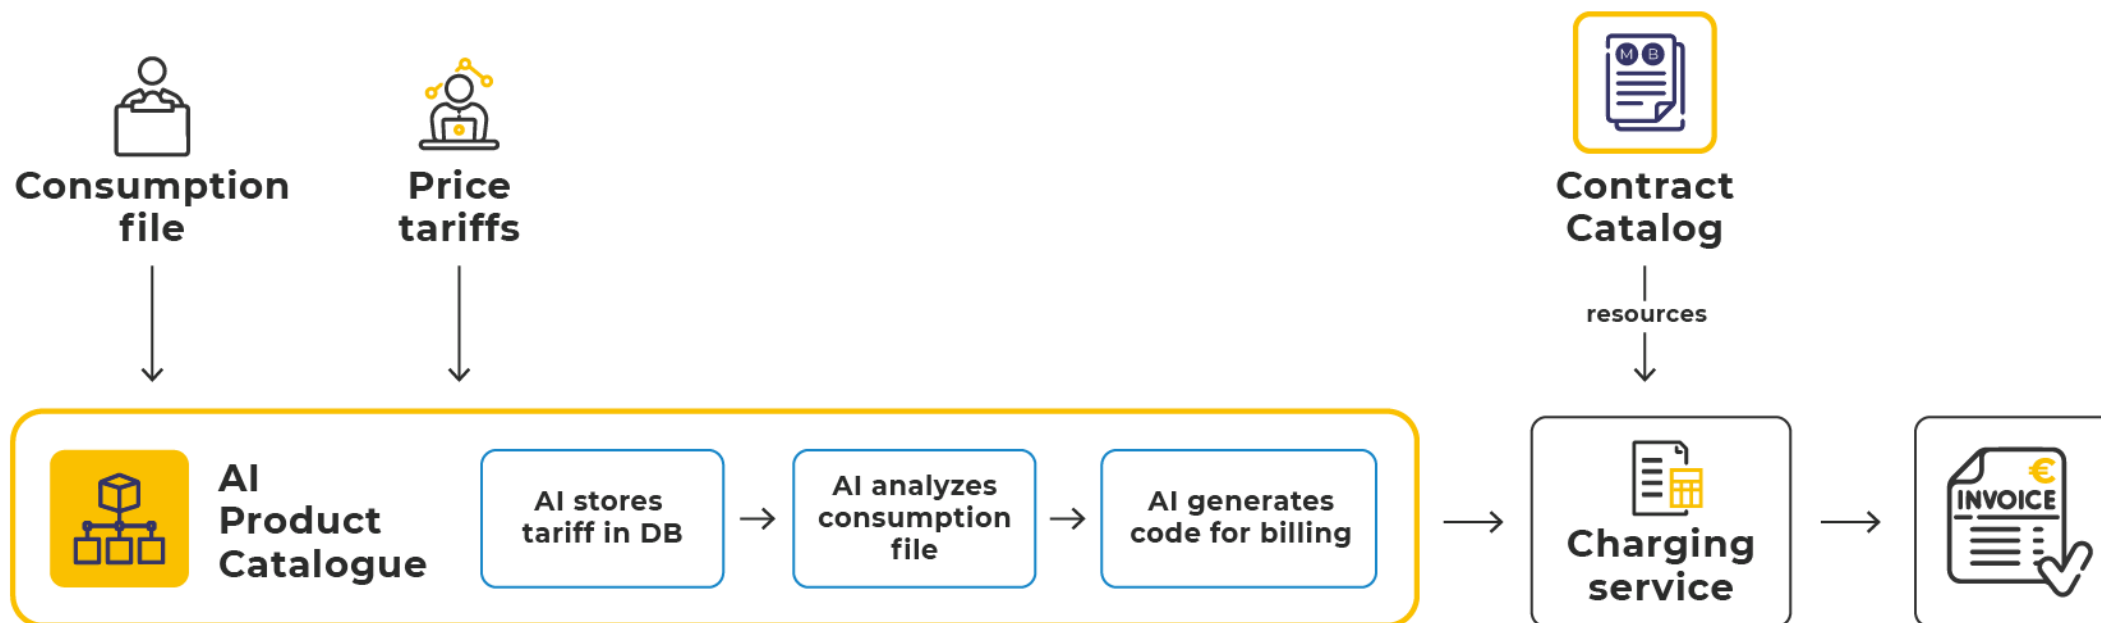 Consumption
file
Price
tariffs
M B
Contract
Catalog
resources
AI
Product
Catalogue
AI stores
tariff in DB
AI analyzes
consumption
file
AI generates
code for billing
Charging
service
€
INVOICE